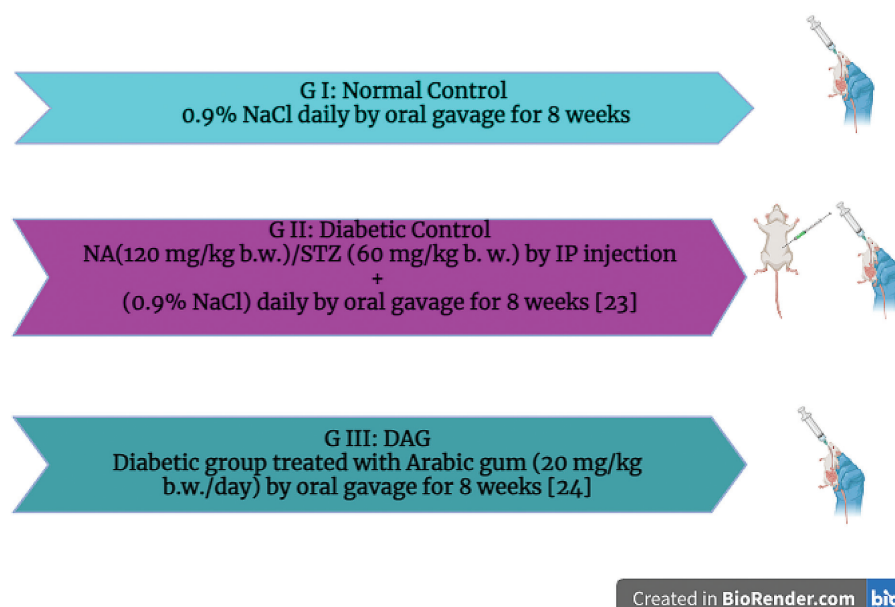 G I: Normal Control
0.9% NaCl daily by oral gavage for 8 weeks
G II: Diabetic Control
NA(120 mg/kg b.w.)/STZ (60 mg/kg b. w.) by IP injection
+
(0.9% NaCl) daily by oral gavage for 8 weeks [23]
G III: DAG
Diabetic group treated with Arabic gum (20 mg/kg
b.w./day) by oral gavage for 8 weeks [24]
Created in BioRender.com bio